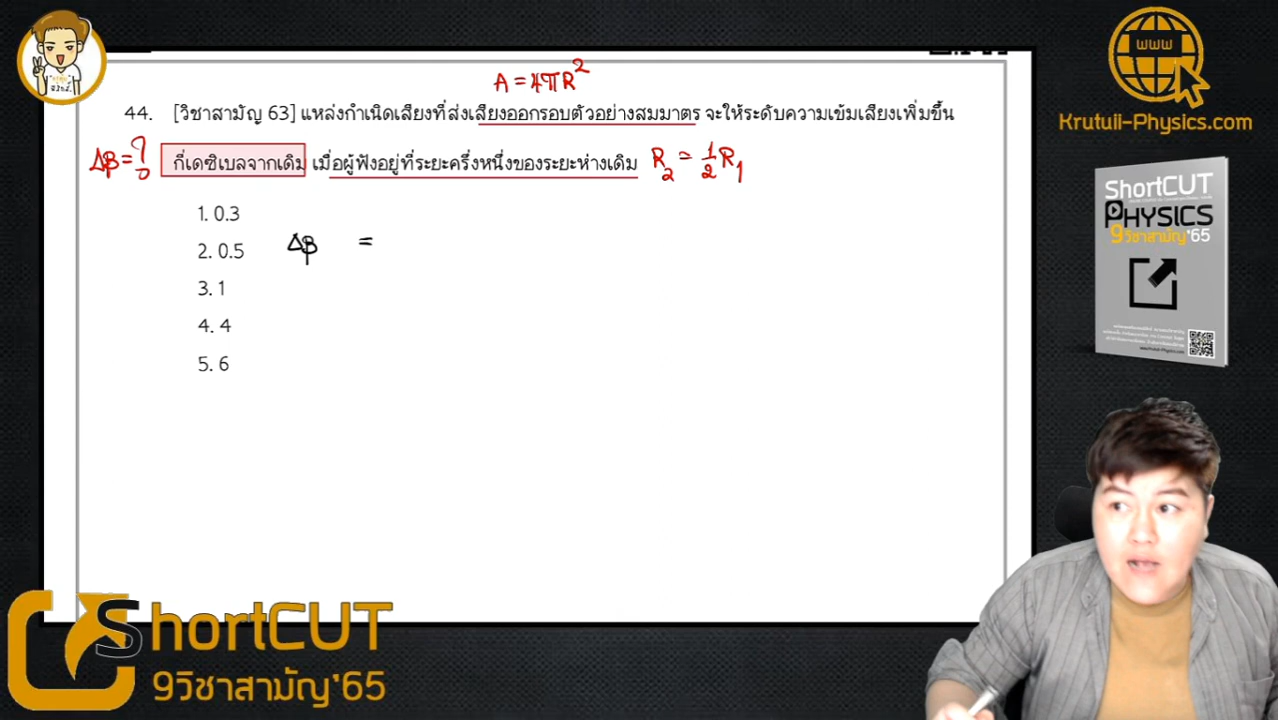 A = 4πR²
44. [วิชาสามัญ 63] แหล่งกำเนิดเสียงที่ส่งเสียงออกรอบตัวอย่างสมมาตร จะให้ระดับความเข้มเสียงเพิ่มขึ้น
Δβ = ? กี่เดซิเบลจากเดิม เมื่อผู้ฟังอยู่ที่ระยะครึ่งหนึ่งของระยะห่างเดิม R₂ = ½R₁
1. 0.3
2. 0.5
3. 1
4. 4
5. 6
Δβ =
www
Krutuii-Physics.com
ShortCUT
PHYSICS
9วิชาสามัญ'65
ShortCUT
9วิชาสามัญ'65